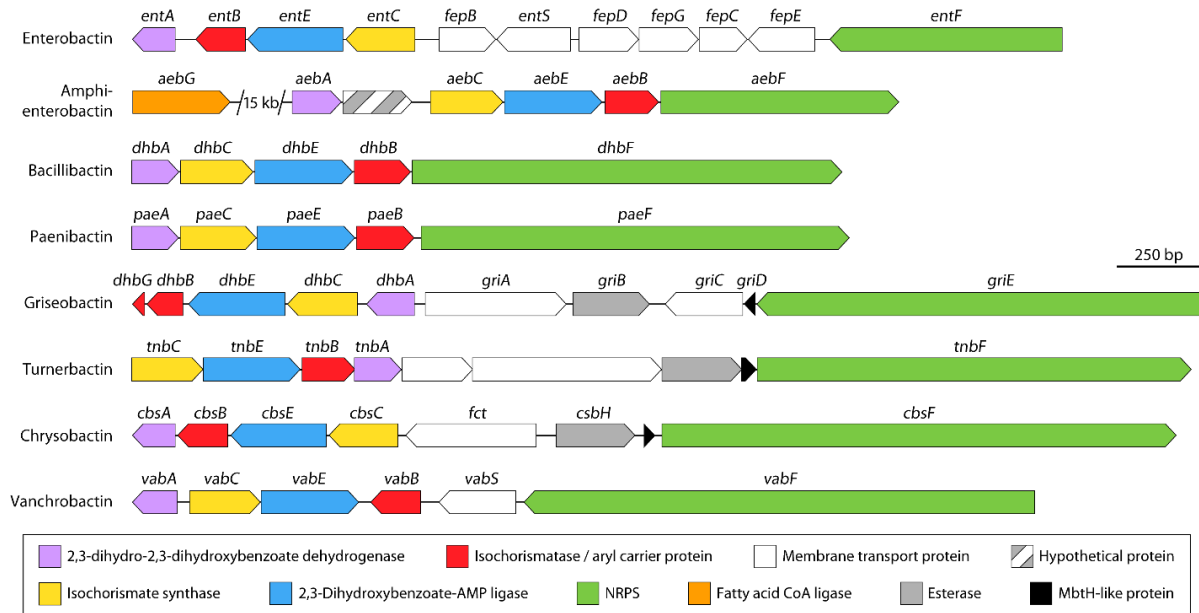 entA entB entE entC fepB entS fepD fepG fepC fepE entF
Enterobactin
aebG aebA aebC aebE aebB aebF
Amphi-
enterobactin
15 kb
dhbA dhbC dhbE dhbB dhbF
Bacillibactin
paeA paeC paeE paeB paeF
Paenibactin
250 bp
dhbG dhbB dhbE dhbC dhbA griA griB griC griD griE
Griseobactin
tnbC tnbE tnbB tnbA tnbF
Turnerbactin
cbsA cbsB cbsE cbsC fct csbH cbsF
Chrysobactin
vabA vabC vabE vabB vabS vabF
Vanchrobactin
2,3-dihydro-2,3-dihydroxybenzoate dehydrogenase Isochorismatase / aryl carrier protein Membrane transport protein Hypothetical protein
Isochorismate synthase 2,3-Dihydroxybenzoate-AMP ligase NRPS Fatty acid CoA ligase Esterase MbtH-like protein